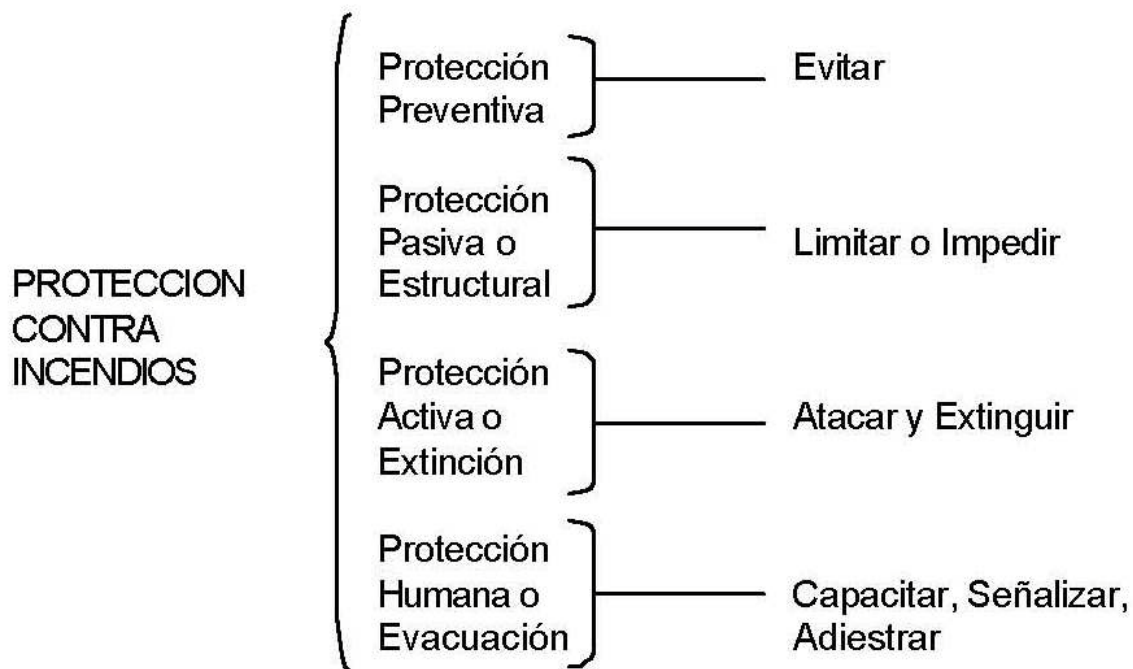 PROTECCION
CONTRA
INCENDIOS
Protección
Preventiva
Evitar
Protección
Pasiva o
Estructural
Limitar o Impedir
Protección
Activa o
Extinción
Atacar y Extinguir
Protección
Humana o
Evacuación
Capacitar, Señalizar,
Adiestrar